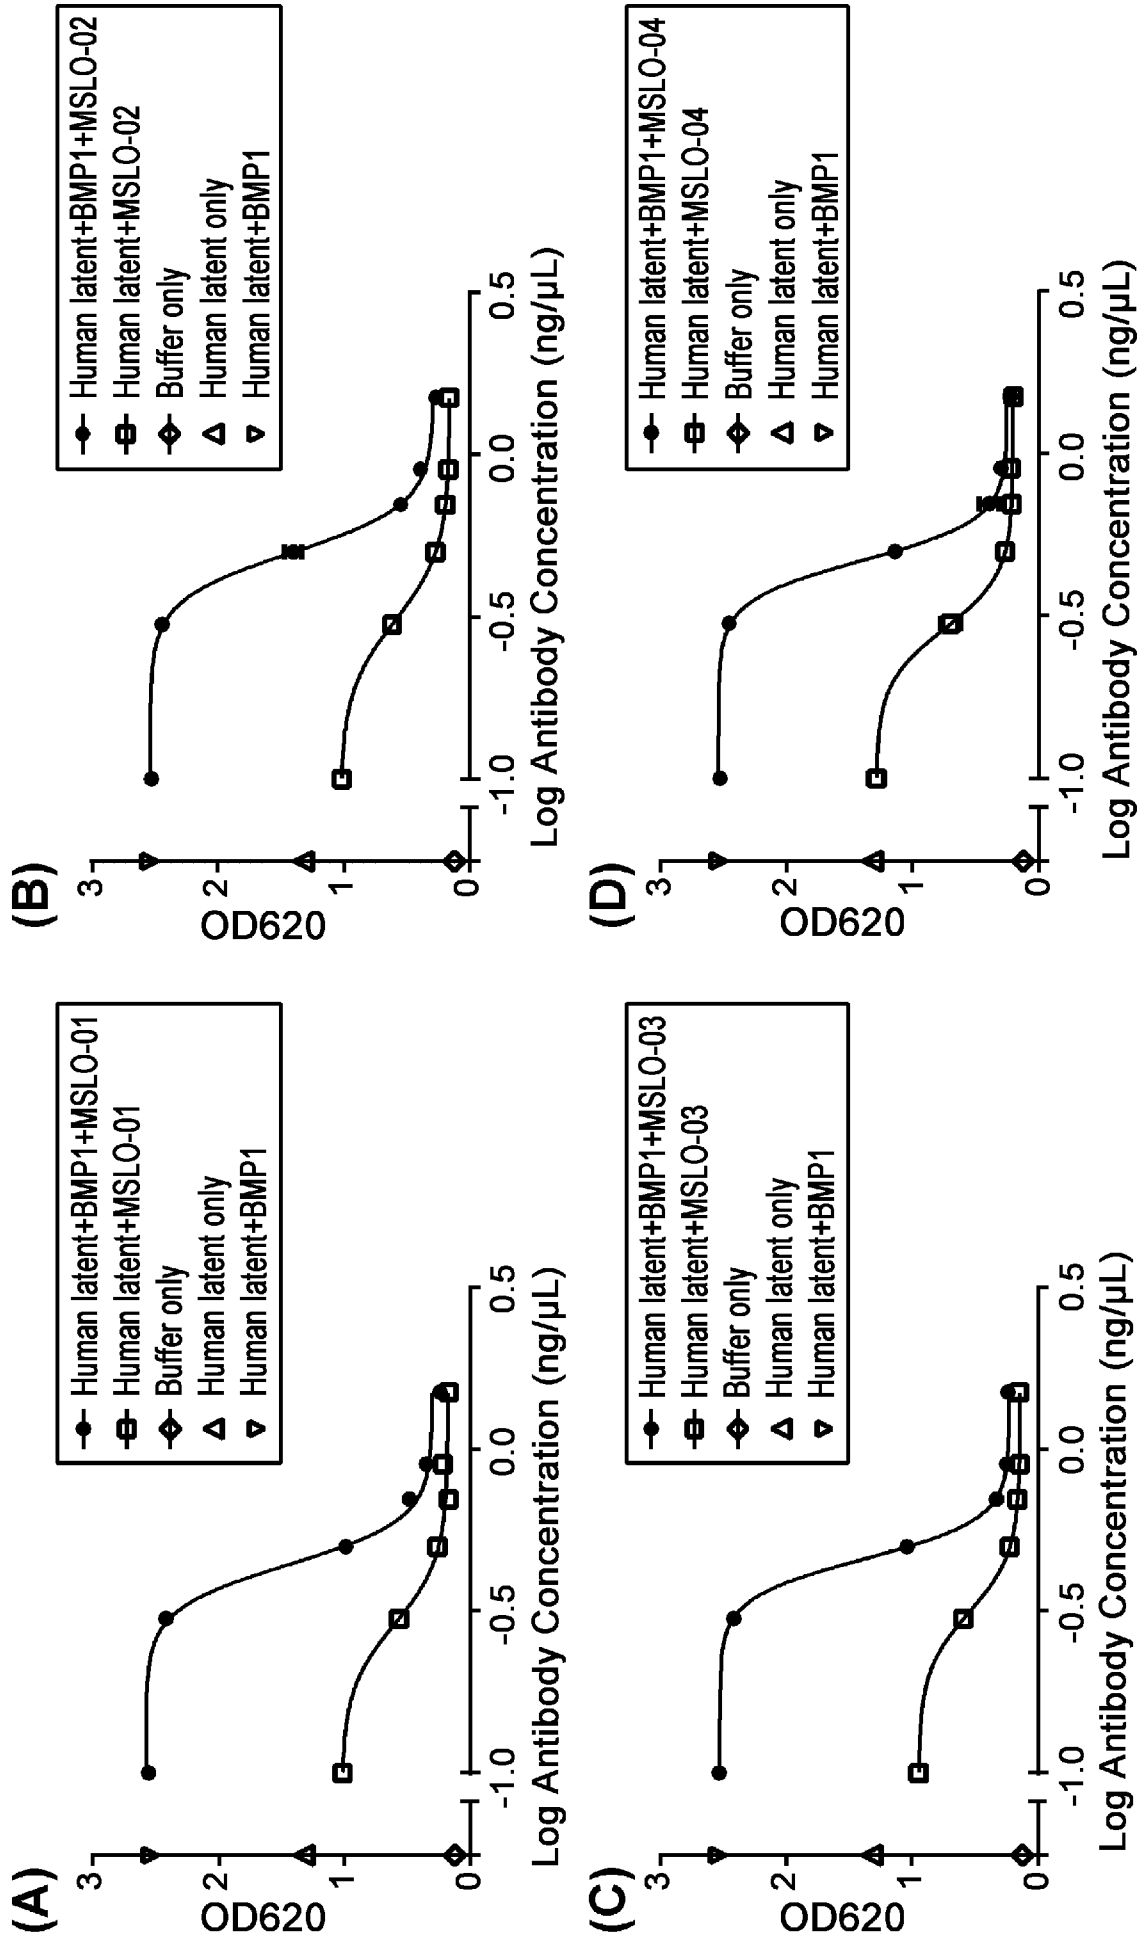 (A)
Human latent+BMP1+MSLO-01
Human latent+MSLO-01
Buffer only
Human latent only
Human latent+BMP1
3
2
1
0
OD620
-1.0
-0.5
0.0
0.5
Log Antibody Concentration (ng/µL)
(B)
Human latent+BMP1+MSLO-02
Human latent+MSLO-02
Buffer only
Human latent only
Human latent+BMP1
3
2
1
0
OD620
-1.0
-0.5
0.0
0.5
Log Antibody Concentration (ng/µL)
(C)
Human latent+BMP1+MSLO-03
Human latent+MSLO-03
Buffer only
Human latent only
Human latent+BMP1
3
2
1
0
OD620
-1.0
-0.5
0.0
0.5
Log Antibody Concentration (ng/µL)
(D)
Human latent+BMP1+MSLO-04
Human latent+MSLO-04
Buffer only
Human latent only
Human latent+BMP1
3
2
1
0
OD620
-1.0
-0.5
0.0
0.5
Log Antibody Concentration (ng/µL)